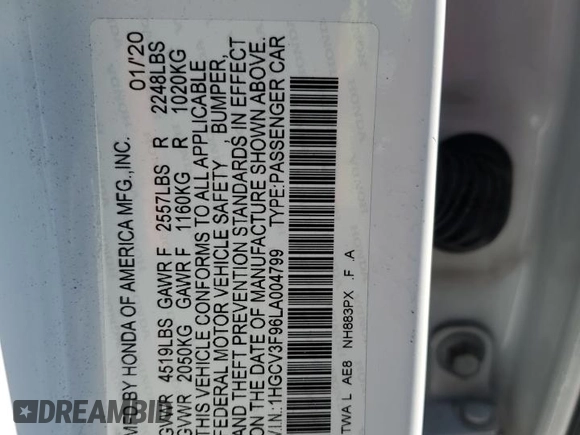 MFD.BY HONDA OF AMERICA MFG.,INC. 01/'20
GVWR 4519LBS GAWR F 2557LBS R 2248LBS
GVWR 2050KG GAWR F 1160KG R 1020KG
THIS VEHICLE CONFORMS TO ALL APPLICABLE
FEDERAL MOTOR VEHICLE SAFETY , BUMPER,
AND THEFT PREVENTION STANDARDS IN EFFECT
ON THE DATE OF MANUFACTURE SHOWN ABOVE.
V.I.N.:1HGCV3F96LA004799 TYPE:PASSENGER CAR
TWA L AE8 NH883PX .F .A
RIDESAFELY